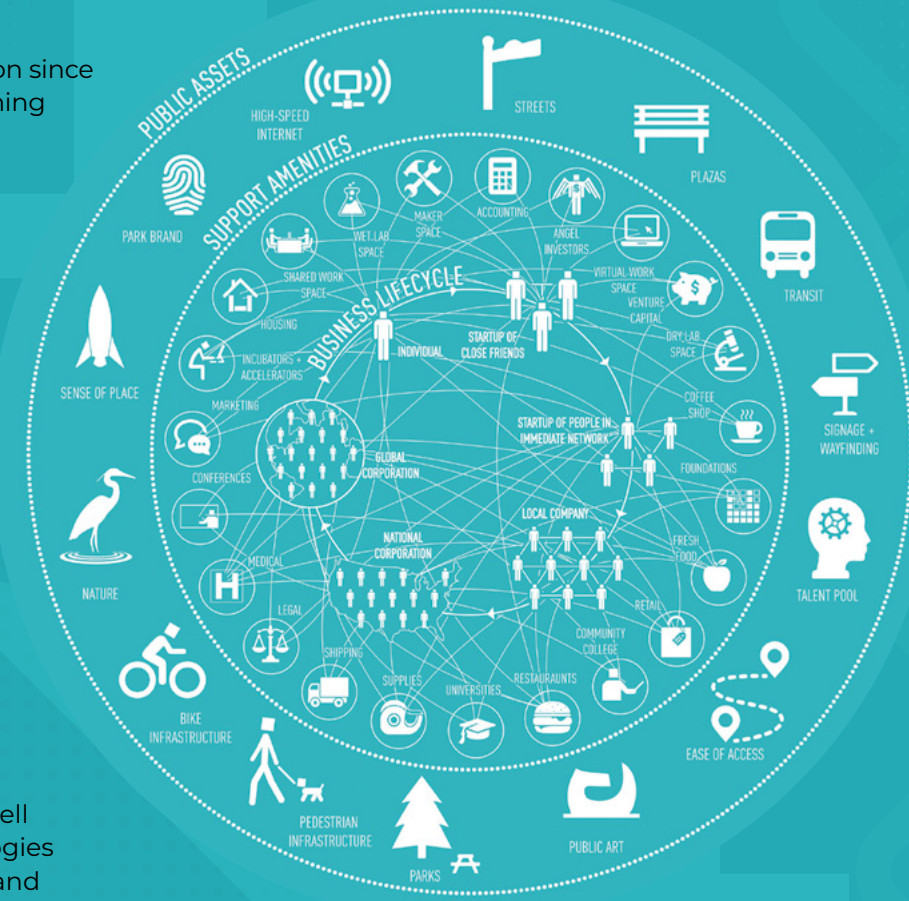 on since
ning
PUBLIC ASSETS
HIGH-SPEED
INTERNET
STREETS
PLAZAS
TRANSIT
SIGNAGE +
WAYFINDING
TALENT POOL
EASE OF ACCESS
PUBLIC ART
PARKS
PEDESTRIAN
INFRASTRUCTURE
BIKE
INFRASTRUCTURE
NATURE
SENSE OF PLACE
PARK BRAND
SUPPORT AMENITIES
WET LAB
SPACE
MAKER
SPACE
ACCOUNTING
ANGEL
INVESTORS
VIRTUAL WORK
SPACE
VENTURE
CAPITAL
DRY LAB
SPACE
COFFEE
SHOP
FOUNDATIONS
FRESH
FOOD
RETAIL
COMMUNITY
COLLEGE
RESTAURAUNTS
UNIVERSITIES
SUPPLIES
SHIPPING
LEGAL
MEDICAL
CONFERENCES
MARKETING
INCUBATORS +
ACCELERATORS
HOUSING
SHARED WORK
SPACE
BUSINESS LIFECYCLE
INDIVIDUAL
STARTUP OF
CLOSE FRIENDS
STARTUP OF PEOPLE IN
IMMEDIATE NETWORK
LOCAL COMPANY
NATIONAL
CORPORATION
GLOBAL
CORPORATION
$
$
H
ell
ogies
and